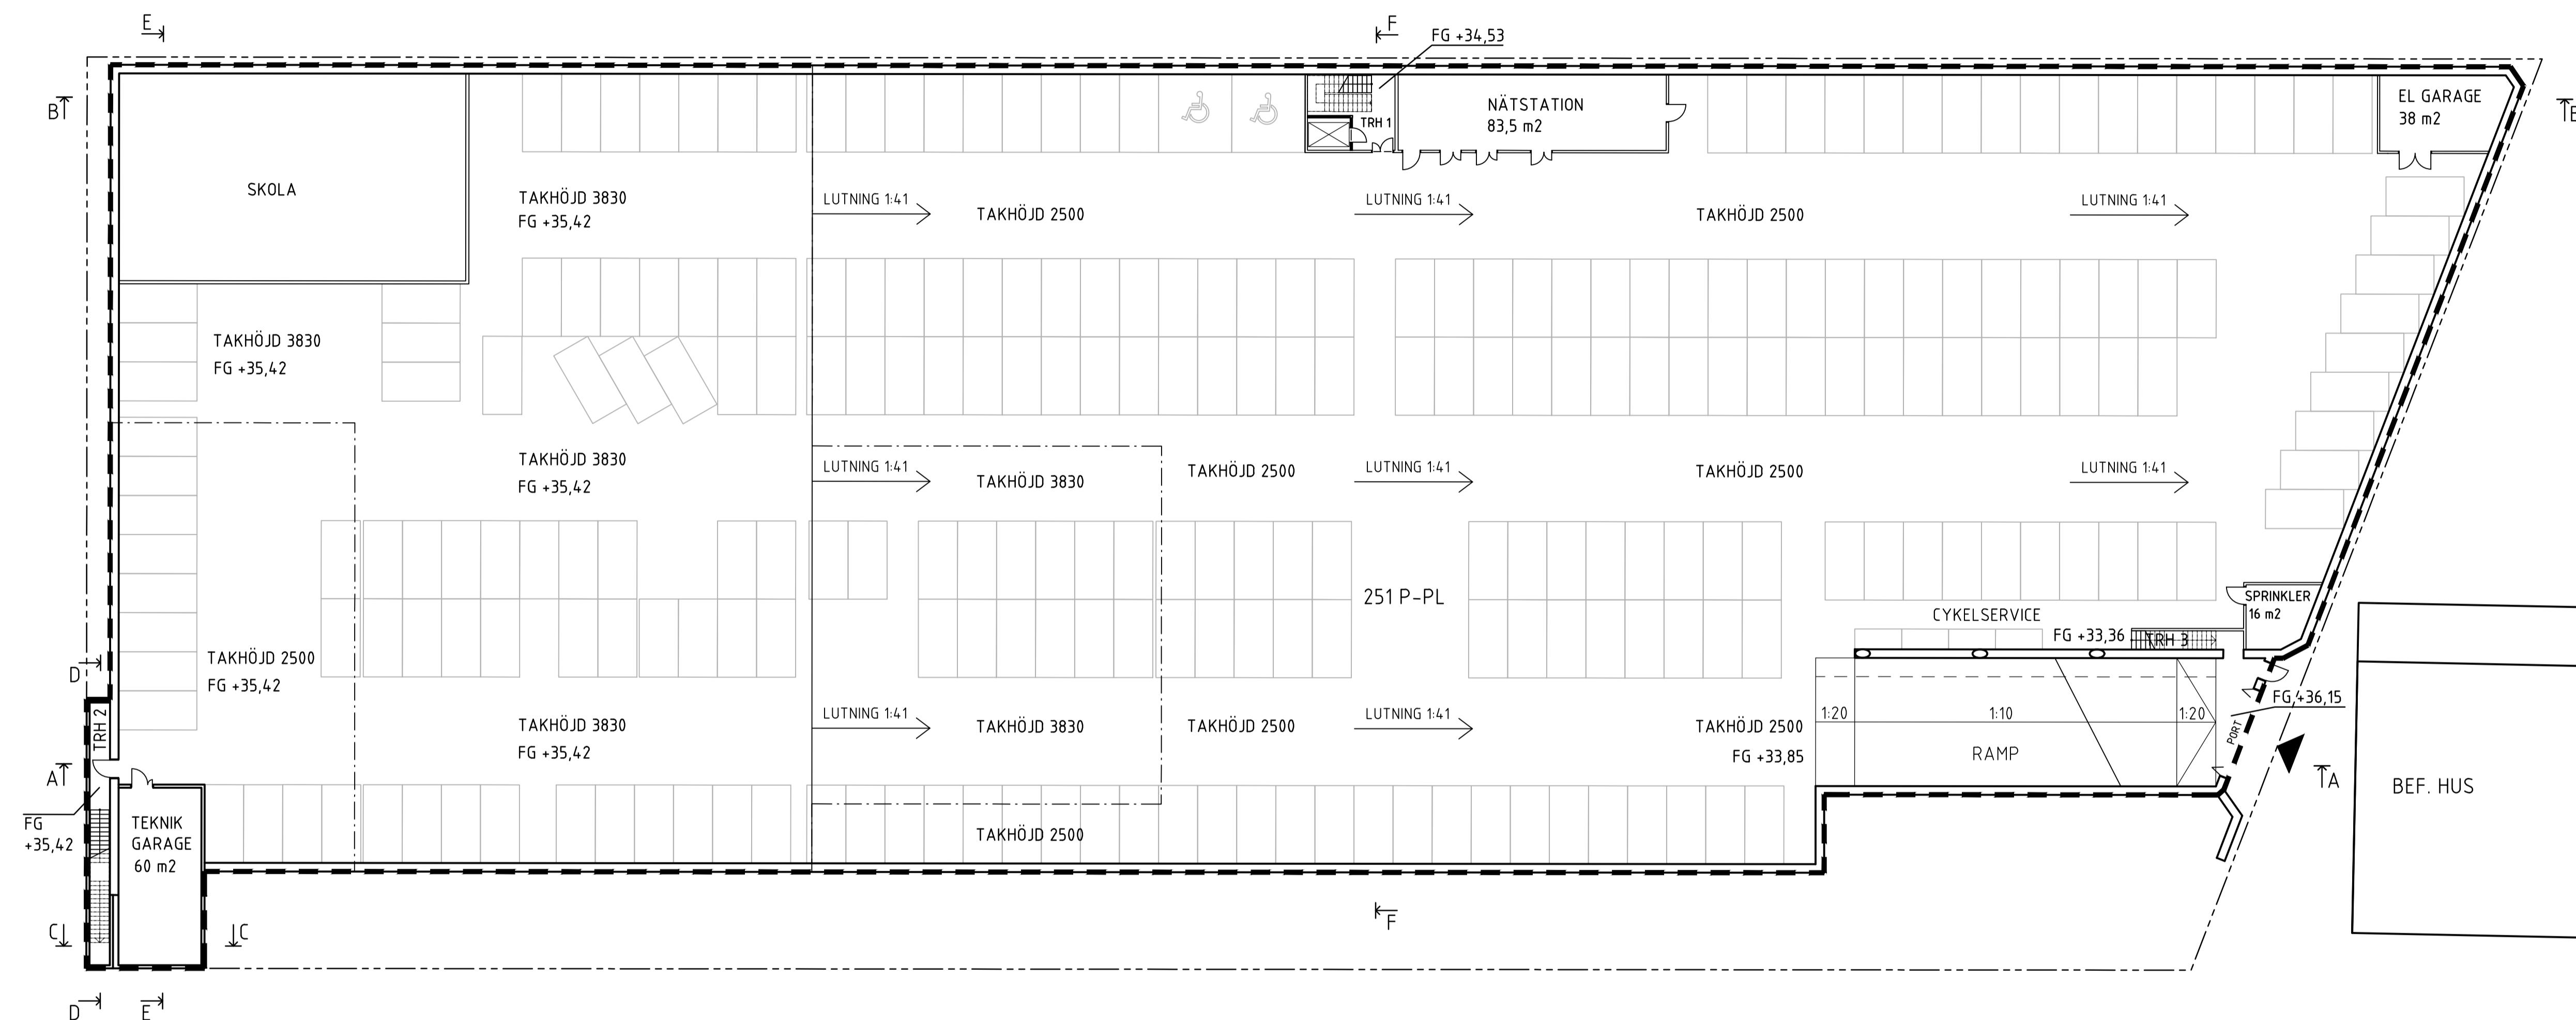 E
F
FG +34,53
B
B
SKOLA
TRH 1
NÄTSTATION
83,5 m2
EL GARAGE
38 m2
TAKHÖJD 3830
FG +35,42
LUTNING 1:41
TAKHÖJD 2500
LUTNING 1:41
TAKHÖJD 2500
LUTNING 1:41
TAKHÖJD 3830
FG +35,42
TAKHÖJD 3830
FG +35,42
LUTNING 1:41
TAKHÖJD 3830
TAKHÖJD 2500
LUTNING 1:41
TAKHÖJD 2500
LUTNING 1:41
251 P-PL
CYKELSERVICE
SPRINKLER
16 m2
FG +33,36
TRH 3
D
TAKHÖJD 2500
FG +35,42
TRH 2
FG +36,15
PORT
TAKHÖJD 3830
FG +35,42
LUTNING 1:41
TAKHÖJD 3830
TAKHÖJD 2500
LUTNING 1:41
TAKHÖJD 2500
FG +33,85
1:20
1:10
1:20
RAMP
A
A
BEF. HUS
FG
+35,42
TEKNIK
GARAGE
60 m2
TAKHÖJD 2500
C
C
F
D
E